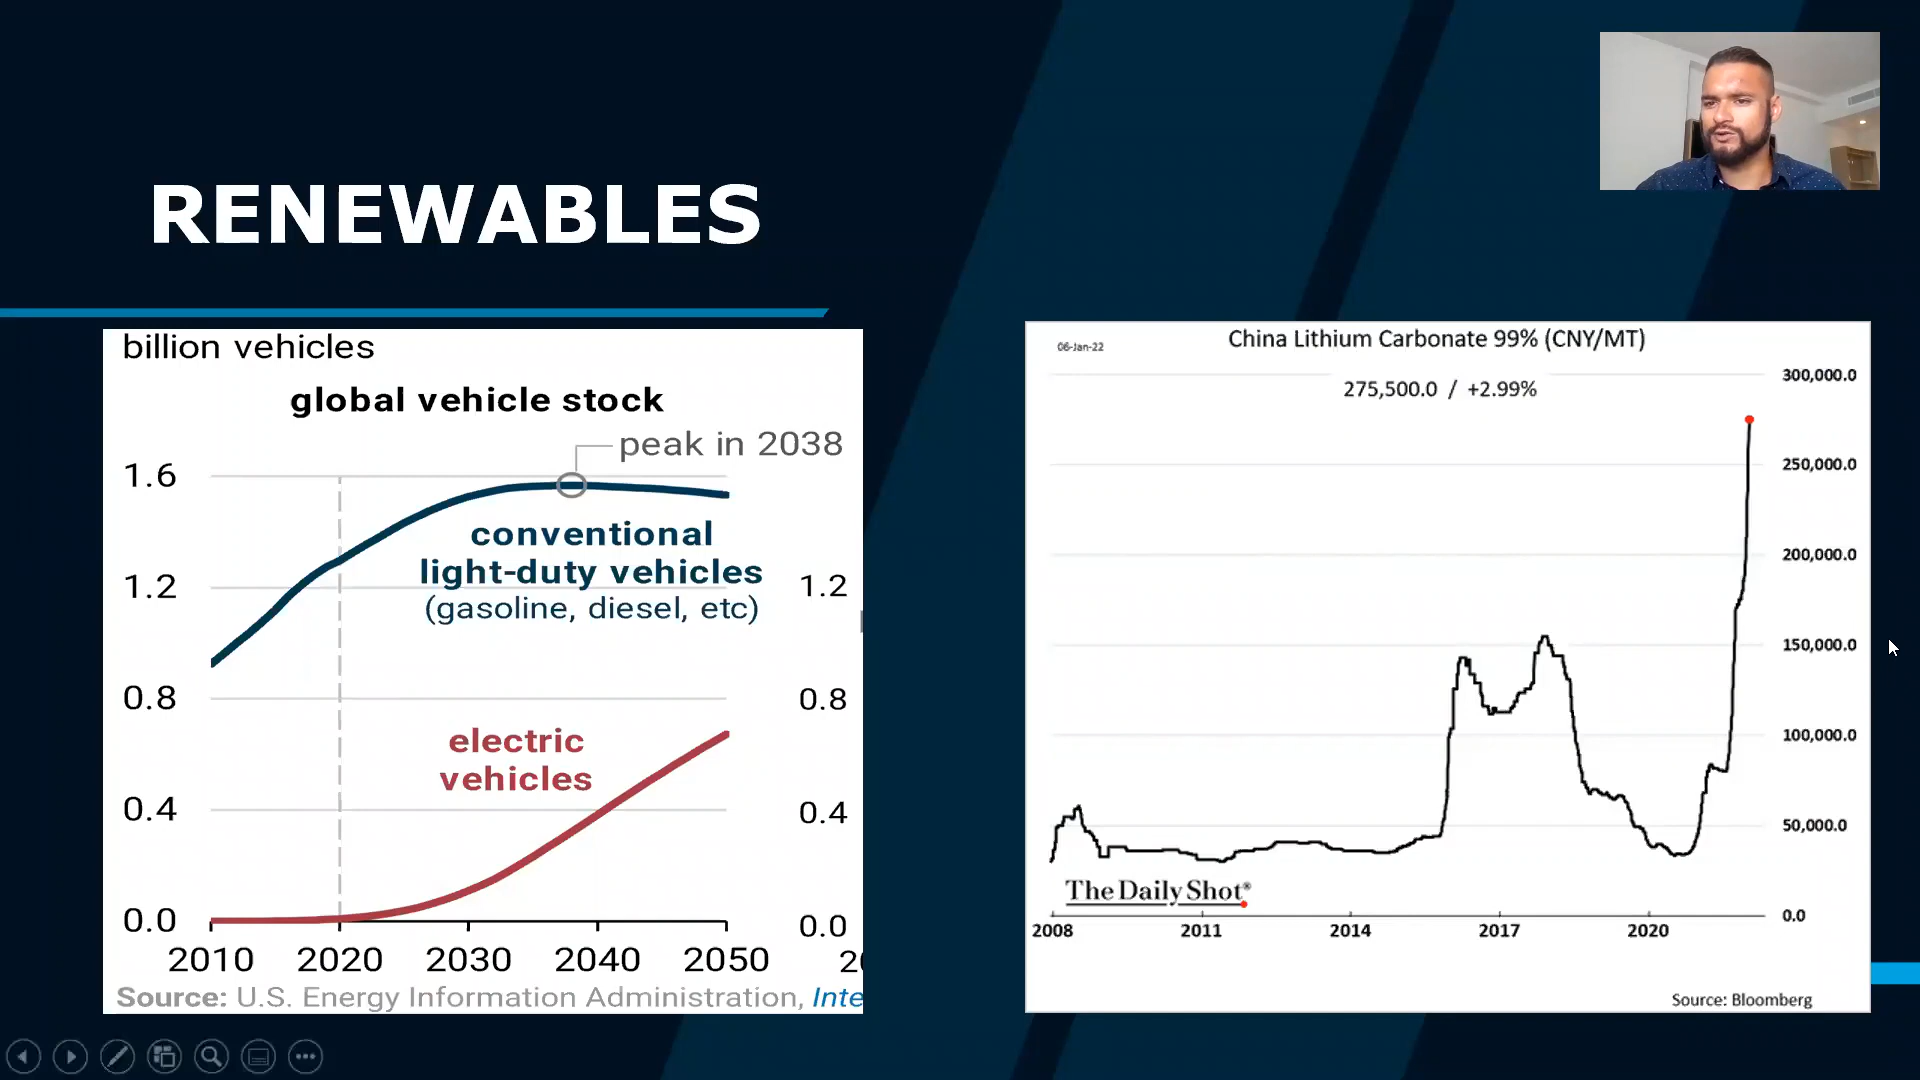 RENEWABLES
billion vehicles
global vehicle stock
peak in 2038
1.6
conventional
light-duty vehicles
(gasoline, diesel, etc)
1.2
1.2
0.8
0.8
electric
vehicles
0.4
0.4
0.0
0.0
2010 2020 2030 2040 2050
Source: U.S. Energy Information Administration, Inte
06-Jan-22
China Lithium Carbonate 99% (CNY/MT)
275,500.0 / +2.99%
300,000.0
250,000.0
200,000.0
150,000.0
100,000.0
50,000.0
The Daily Shot®
0.0
2008 2011 2014 2017 2020
Source: Bloomberg